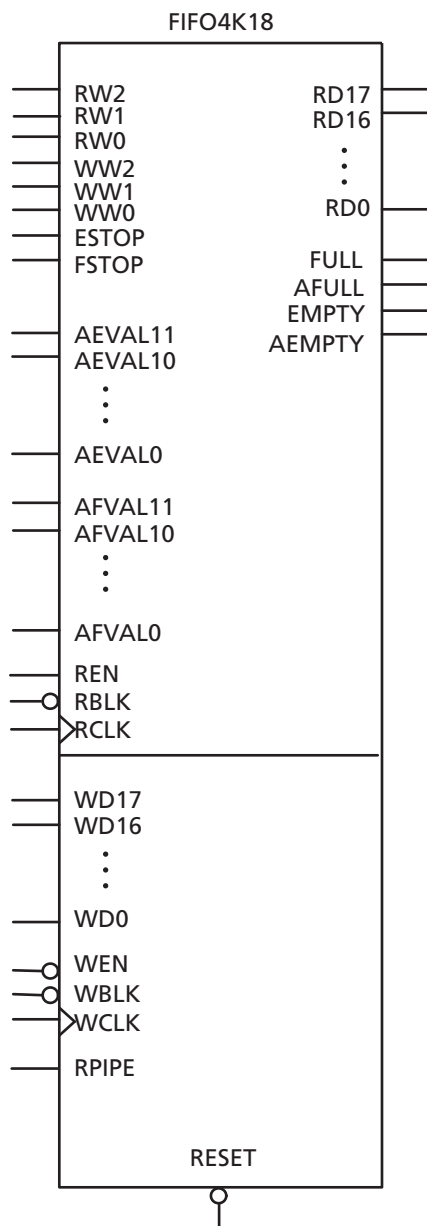 FIFO4K18
RW2
RW1
RW0
WW2
WW1
WW0
ESTOP
FSTOP
RD17
RD16
RD0
FULL
AFULL
EMPTY
AEMPTY
AEVAL11
AEVAL10
AEVAL0
AFVAL11
AFVAL10
AFVAL0
REN
RBLK
RCLK
WD17
WD16
WD0
WEN
WBLK
WCLK
RPIPE
RESET